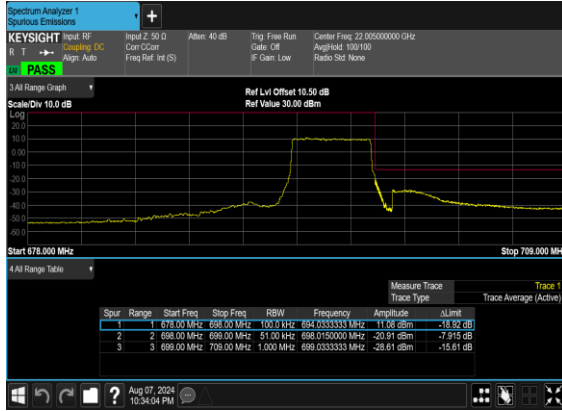 Spectrum Analyzer 1
Spurious Emissions
+
KEYSIGHT
R T
LXI PASS
Input: RF
Coupling: DC
Align: Auto
Input Z: 50 Ω
Corr CCorr
Freq Ref: Int (S)
Atten: 40 dB
Trig: Free Run
Gate: Off
IF Gain: Low
Center Freq: 22.005000000 GHz
Avg|Hold: 100/100
Radio Std: None
3 All Range Graph
Scale/Div 10.0 dB
Ref Lvl Offset 10.50 dB
Ref Value 30.00 dBm
Log
20.0
10.0
0.00
-10.0
-20.0
-30.0
-40.0
-50.0
-60.0
Start 678.000 MHz
Stop 709.000 MHz
4 All Range Table
Measure Trace Trace 1
Trace Type Trace Average (Active)
Spur Range Start Freq Stop Freq RBW Frequency Amplitude ΔLimit
1 1 678.00 MHz 698.00 MHz 100.0 kHz 694.0333333 MHz 11.08 dBm -18.92 dB
2 2 698.00 MHz 699.00 MHz 51.00 kHz 698.0150000 MHz -20.91 dBm -7.915 dB
3 3 699.00 MHz 709.00 MHz 1.000 MHz 699.0333333 MHz -28.61 dBm -15.61 dB
?
Aug 07, 2024
10:34:04 PM